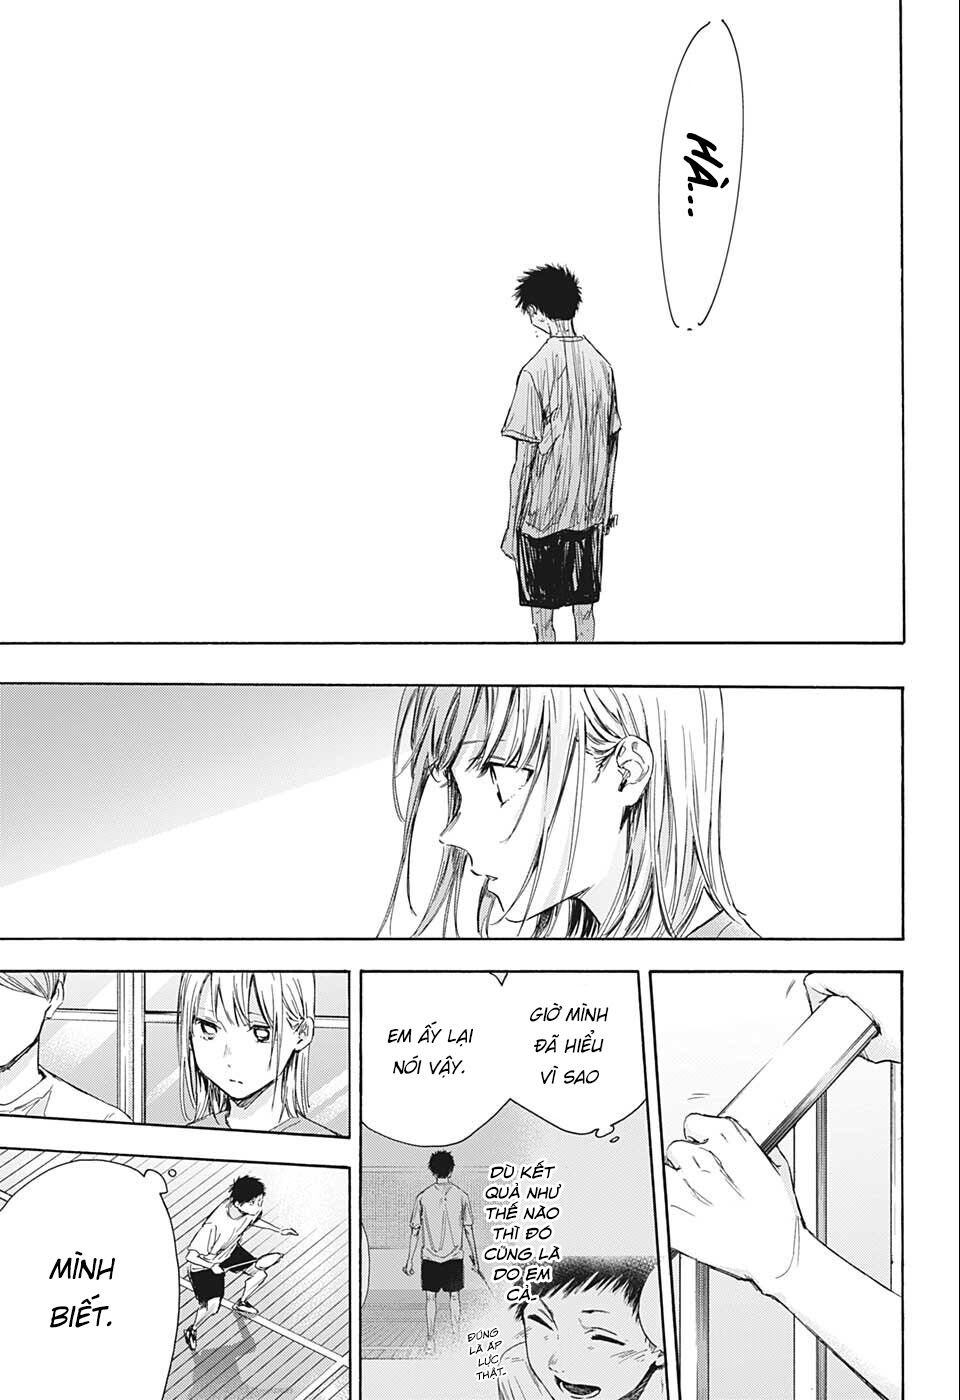 HÀ...
GIỜ MÌNH
ĐÃ HIỂU
VÌ SAO
EM ẤY LẠI
NÓI VẬY.
DÙ KẾT
QUẢ NHƯ
THẾ NÀO
THÌ ĐÓ
CŨNG LÀ
DO EM
CẢ..
ĐÚNG
LÀ ÁP
LỰC
THẬT.
MÌNH
BIẾT.